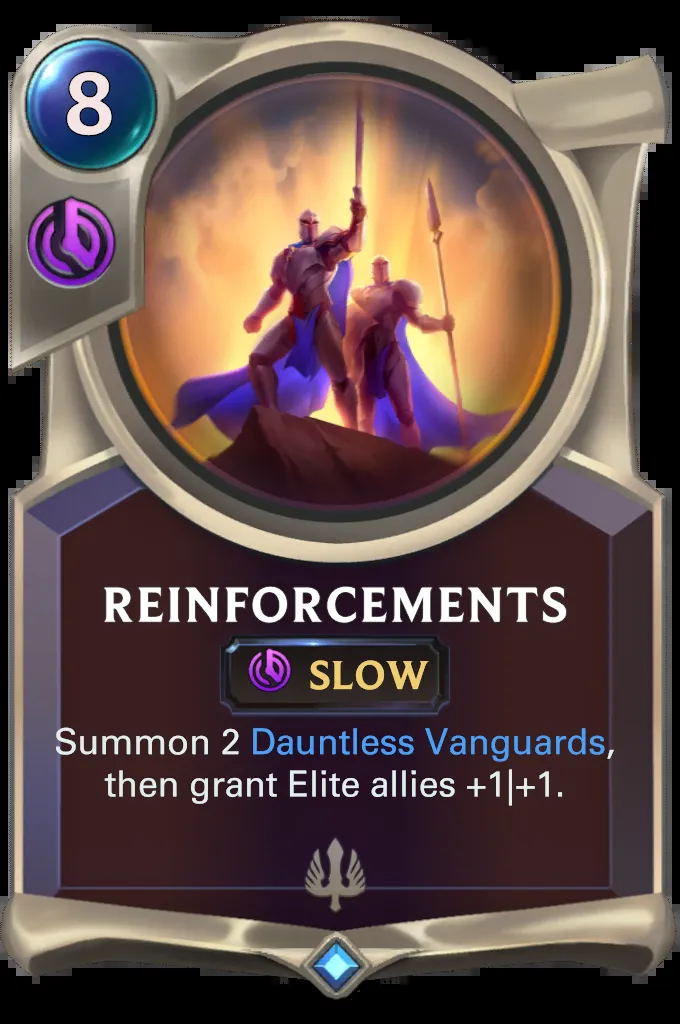 8
REINFORCEMENTS
SLOW
Summon 2 Dauntless Vanguards,
then grant Elite allies +1|+1.